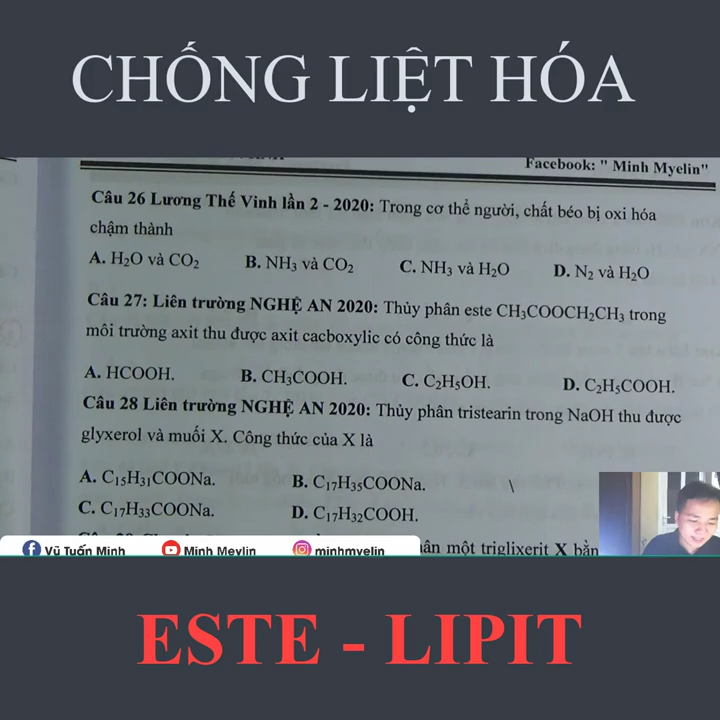 CHỐNG LIỆT HÓA
Facebook: " Minh Myelin"
Câu 26 Lương Thế Vinh lần 2 - 2020: Trong cơ thể người, chất béo bị oxi hóa
chậm thành
A. H₂O và CO₂ B. NH₃ và CO₂ C. NH₃ và H₂O D. N₂ và H₂O
Câu 27: Liên trường NGHỆ AN 2020: Thủy phân este CH₃COOCH₂CH₃ trong
môi trường axit thu được axit cacboxylic có công thức là
A. HCOOH. B. CH₃COOH. C. C₂H₅OH. D. C₂H₅COOH.
Câu 28 Liên trường NGHỆ AN 2020: Thủy phân tristearin trong NaOH thu được
glyxerol và muối X. Công thức của X là
A. C₁₅H₃₁COONa. B. C₁₇H₃₅COONa.
C. C₁₇H₃₃COONa. D. C₁₇H₃₂COOH.
một triglixerit X bằn
Vũ Tuấn Minh Minh Meylin minhmyelin
ESTE - LIPIT